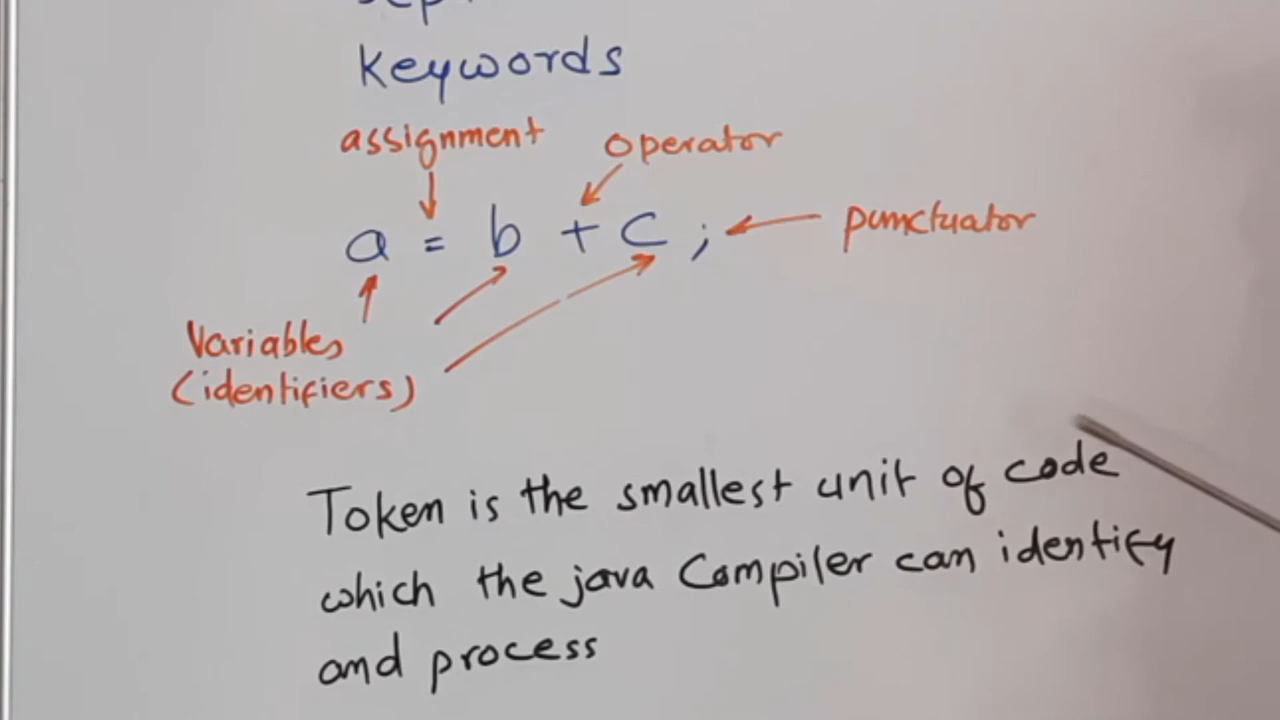 keywords
assignment operator
a = b + c ; punctuator
Variables
(identifiers)
Token is the smallest unit of code
which the java Compiler can identify
and process